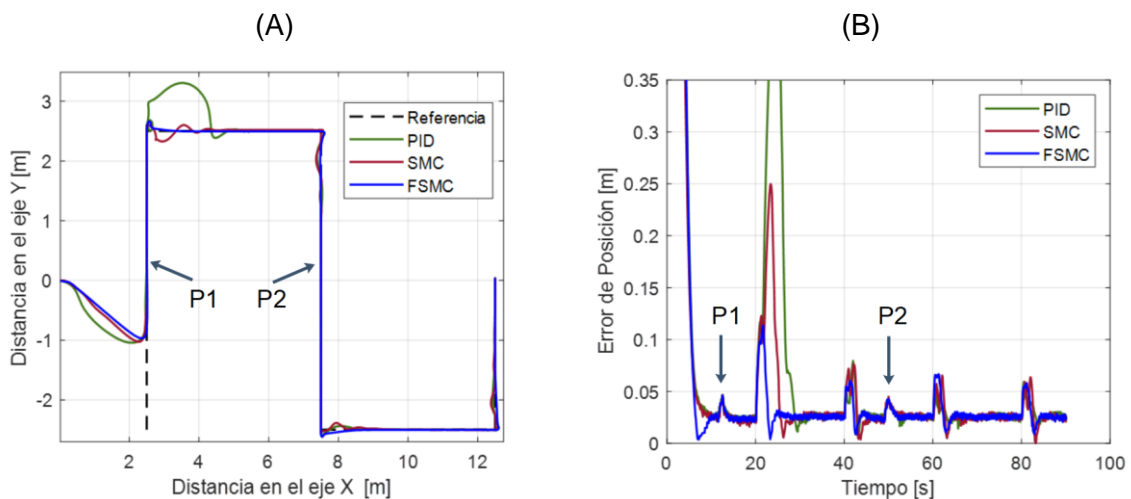 (A)
(B)
Distancia en el eje Y [m]
3
2
1
0
-1
-2
2
4
6
8
10
12
Distancia en el eje X [m]
Referencia
PID
SMC
FSMC
P1
P2
Error de Posición [m]
0.35
0.3
0.25
0.2
0.15
0.1
0.05
0
0
20
40
60
80
100
Tiempo [s]
PID
SMC
FSMC
P1
P2